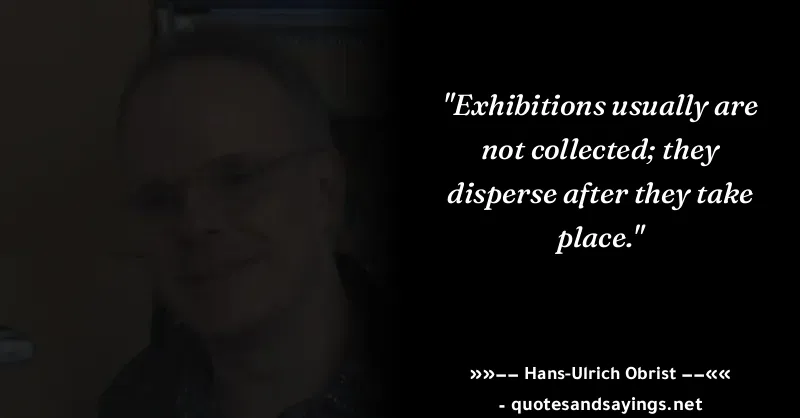 "Exhibitions usually are
not collected; they
disperse after they take
place."
»»–– Hans-Ulrich Obrist ––««
- quotesandsayings.net